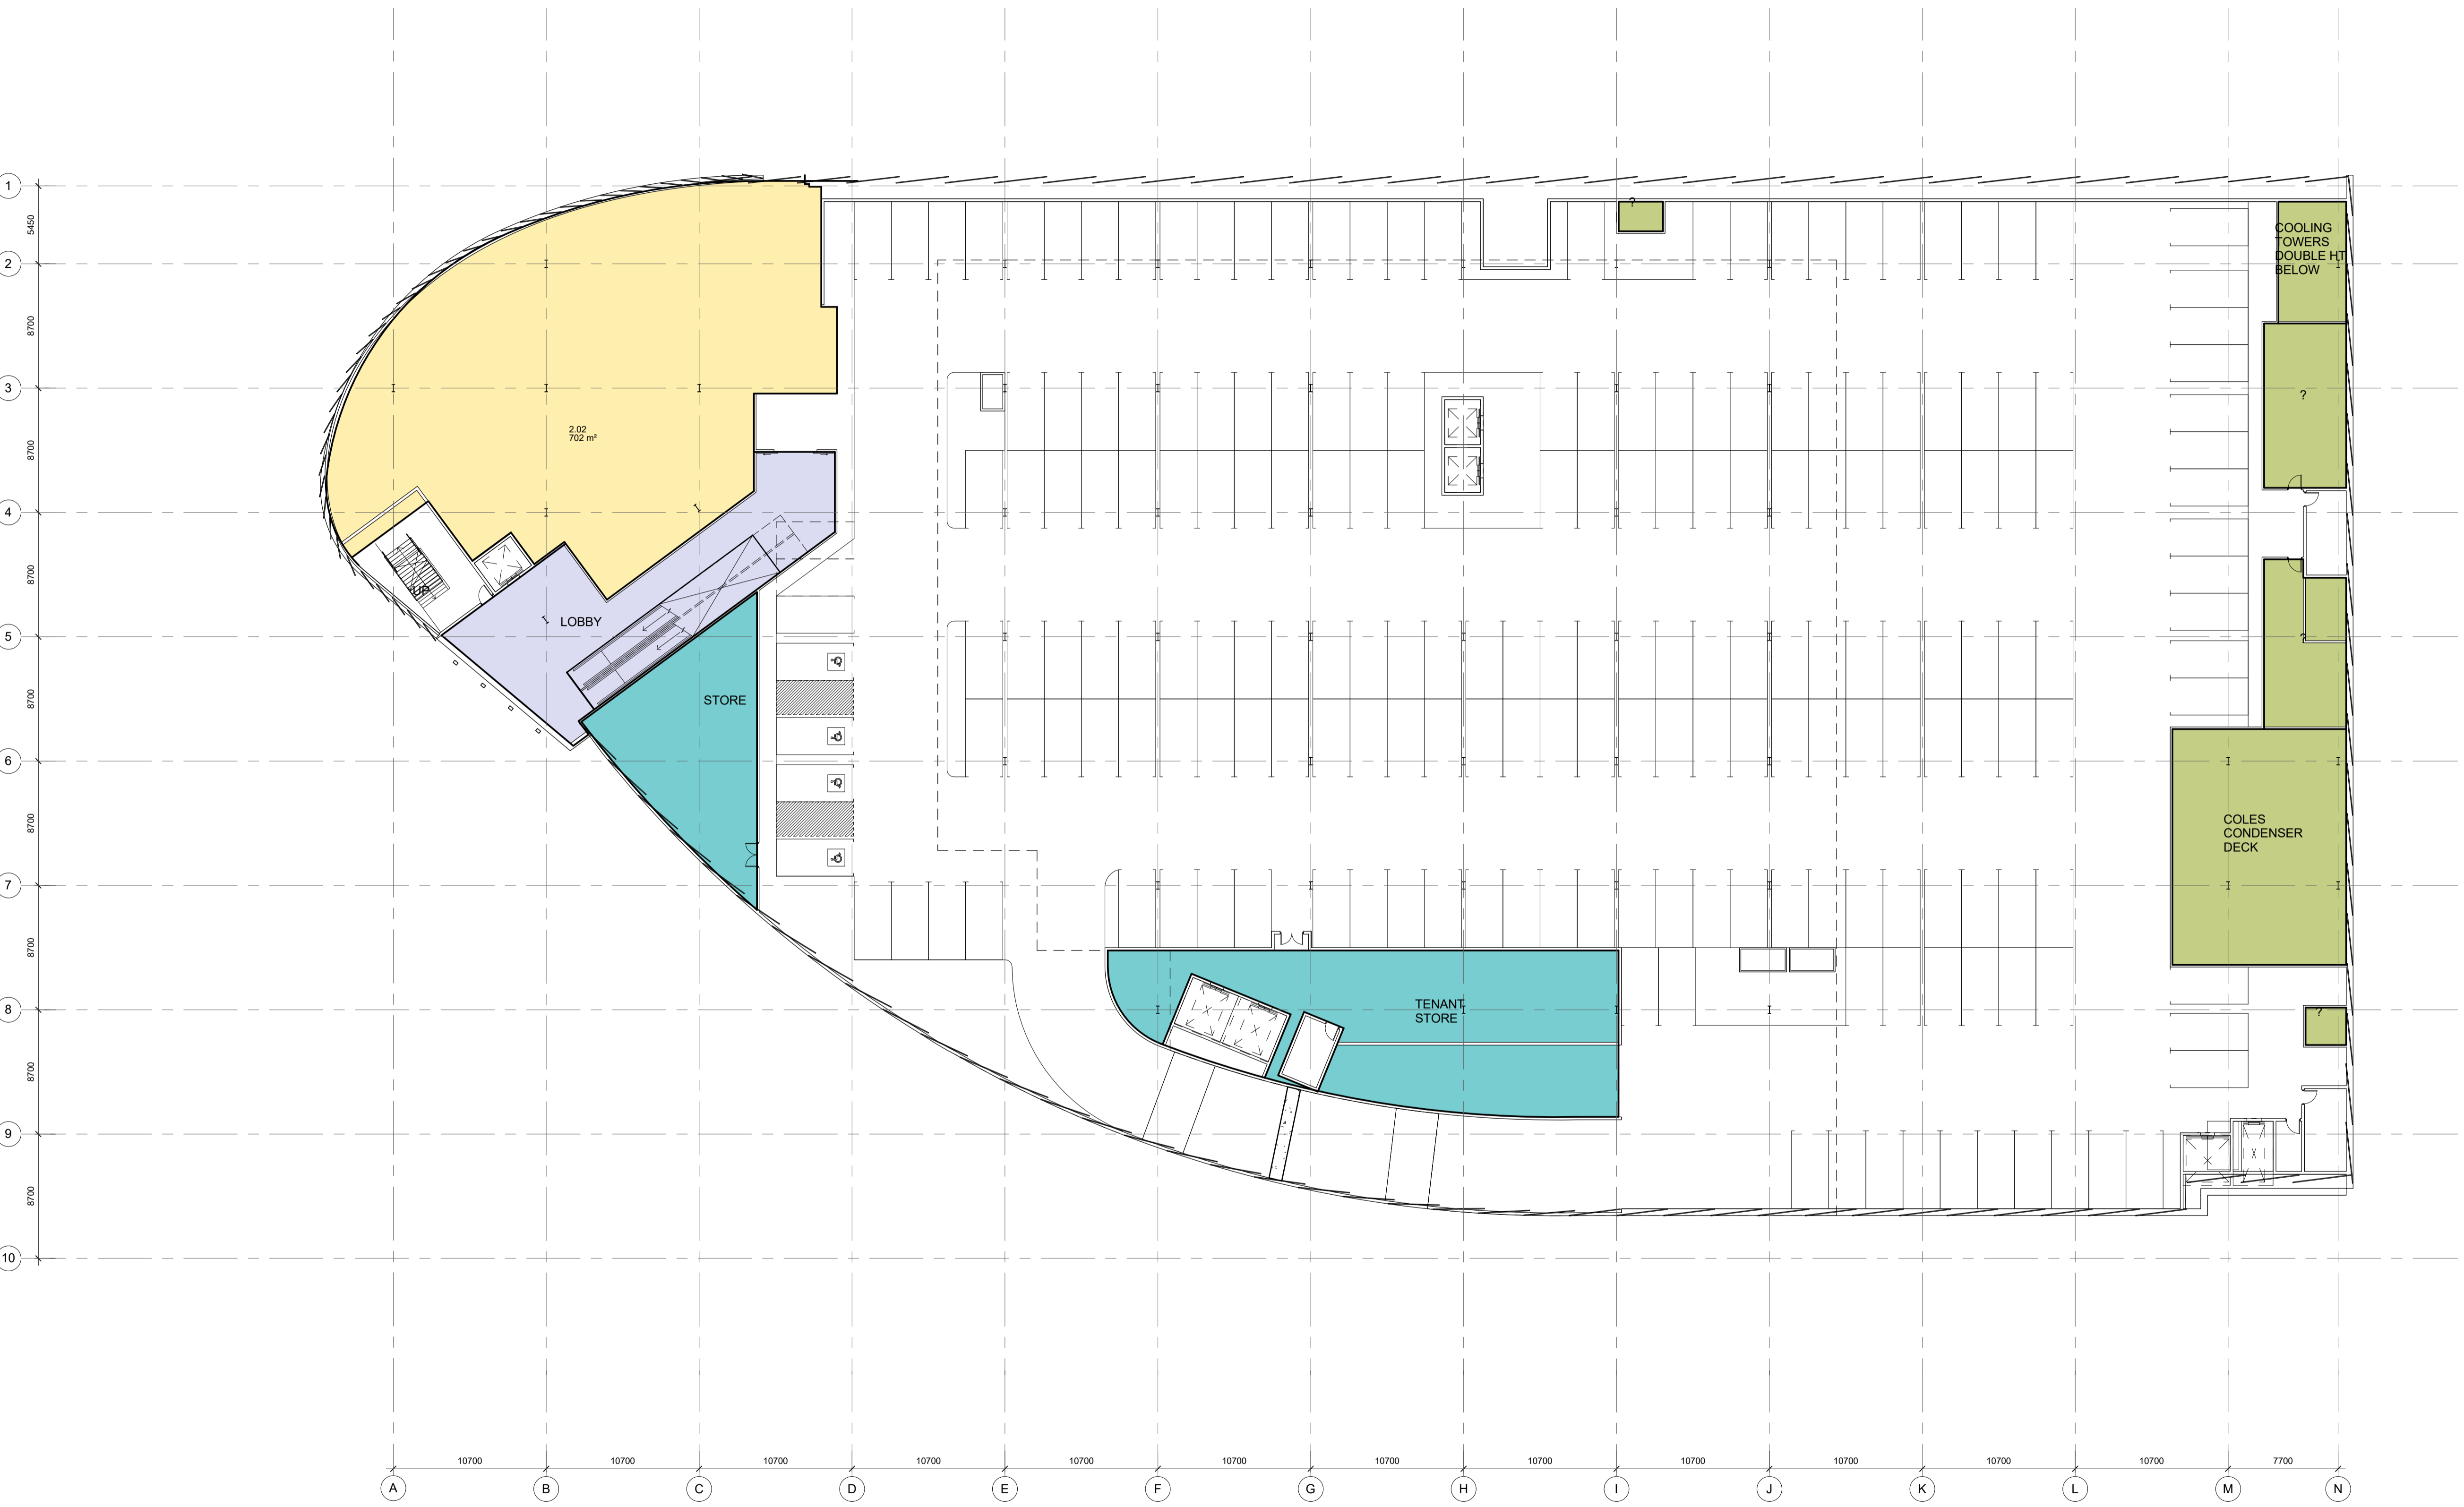 1
5450
2
8700
3
8700
4
8700
5
8700
6
8700
7
8700
8
8700
9
8700
10
?
COOLING
TOWERS
DOUBLE HT
BELOW
?
2.02
702 m²
UP
LOBBY
?
STORE
COLES
CONDENSER
DECK
TENANT
STORE
?
10700
10700
10700
10700
10700
10700
10700
10700
10700
10700
10700
10700
7700
A
B
C
D
E
F
G
H
I
J
K
L
M
N